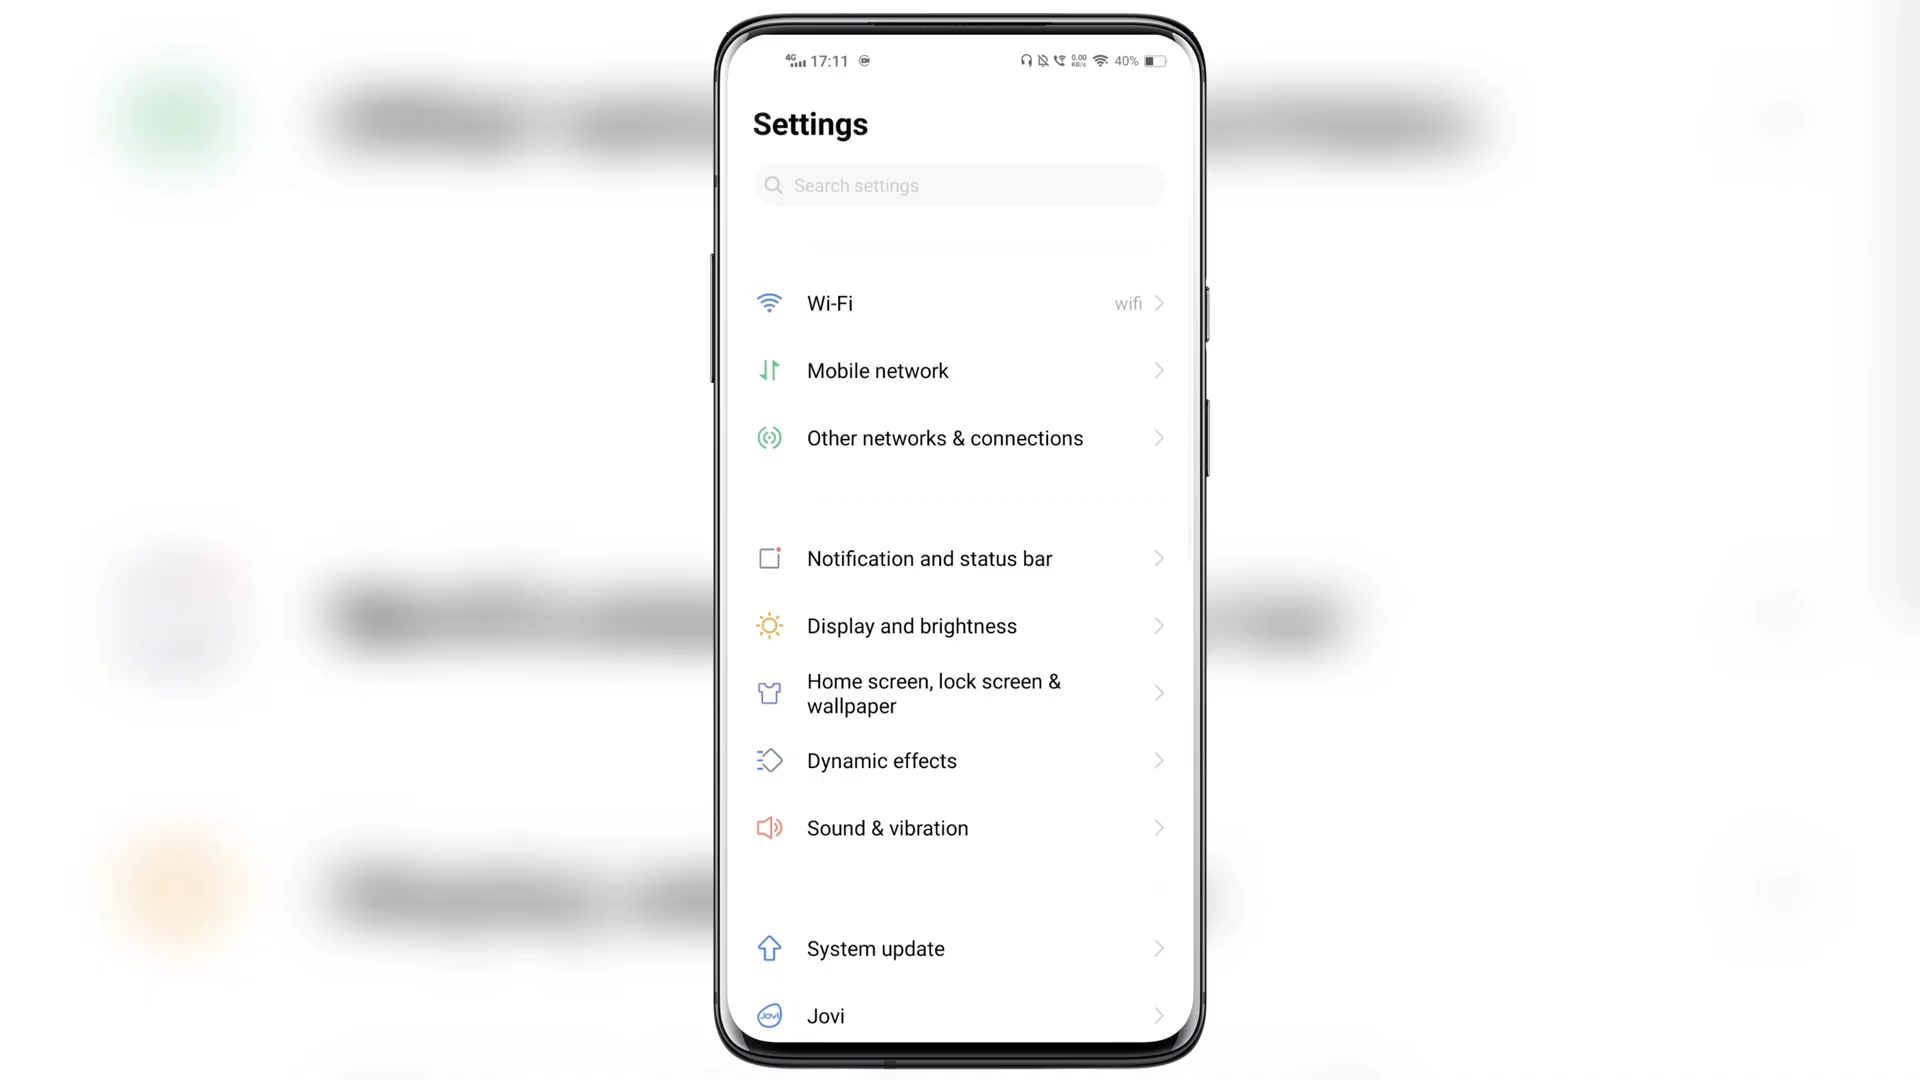 4G 17:11 0.00 KB/s 40%
Settings
Search settings
Wi-Fi wifi
Mobile network
Other networks & connections
Notification and status bar
Display and brightness
Home screen, lock screen &
wallpaper
Dynamic effects
Sound & vibration
System update
Jovi Jovi